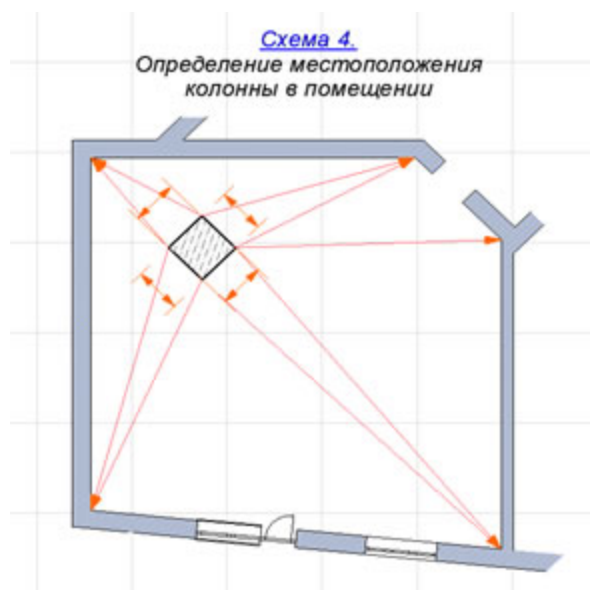 Схема 4.
Определение местоположения
колонны в помещении